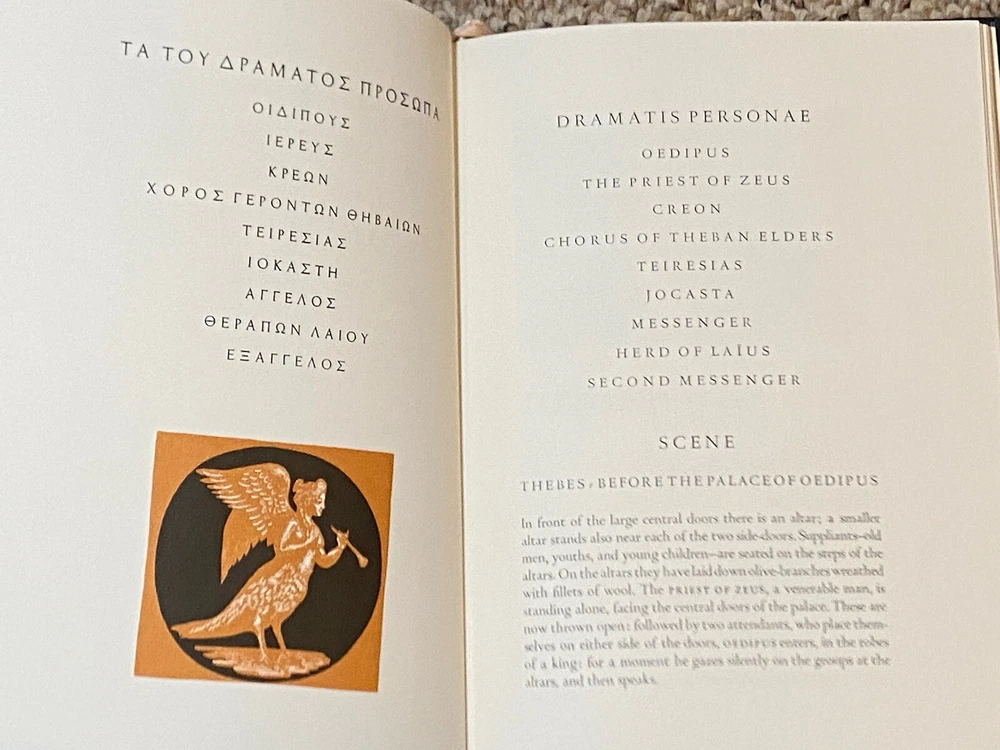 ΤΑ ΤΟΥ ΔΡΑΜΑΤΟΣ ΠΡΟΣΩΠΑ
ΟΙΔΙΠΟΥΣ
ΙΕΡΕΥΣ
ΚΡΕΩΝ
ΧΟΡΟΣ ΓΕΡΟΝΤΩΝ ΘΗΒΑΙΩΝ
ΤΕΙΡΕΣΙΑΣ
ΙΟΚΑΣΤΗ
ΑΓΓΕΛΟΣ
ΘΕΡΑΠΩΝ ΛΑΙΟΥ
ΕΞΑΓΓΕΛΟΣ
DRAMATIS PERSONAE
OEDIPUS
THE PRIEST OF ZEUS
CREON
CHORUS OF THEBAN ELDERS
TEIRESIAS
JOCASTA
MESSENGER
HERD OF LAÏUS
SECOND MESSENGER
SCENE
THEBES, BEFORE THE PALACE OF OEDIPUS
In front of the large central doors there is an altar; a smaller
altar stands also near each of the two side-doors. Suppliants–old
men, youths, and young children—are seated on the steps of the
altars. On the altars they have laid down olive-branches wreathed
with fillets of wool. The PRIEST OF ZEUS, a venerable man, is
standing alone, facing the central doors of the palace. These are
now thrown open: followed by two attendants, who place them-
selves on either side of the doors, OEDIPUS enters, in the robes
of a king: for a moment he gazes silently on the groups at the
altars, and then speaks.